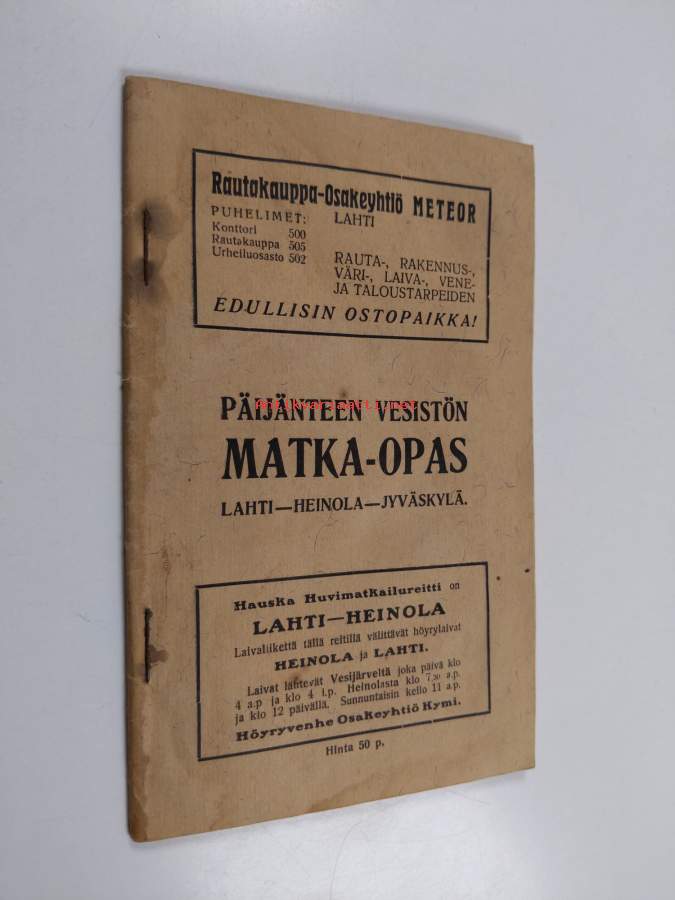 Rautakauppa-Osakeyhtiö METEOR
PUHELIMET: LAHTI
Konttori 500
Rautakauppa 505
Urheiluosasto 502
RAUTA-, RAKENNUS-,
VÄRI-, LAIVA-, VENE-
JA TALOUSTARPEIDEN
EDULLISIN OSTOPAIKKA!
PÄIJÄNTEEN VESISTÖN
Antikvariaatti.net
MATKA-OPAS
LAHTI—HEINOLA—JYVÄSKYLÄ.
Hauska Huvimatkailureitti on
LAHTI—HEINOLA
Laivaliikettä tällä reitillä välittävät höyrylaivat
HEINOLA ja LAHTI.
Laivat lähtevät Vesijärveltä joka päivä klo
4 a.p ja klo 4 i.p. Heinolasta klo 7,30 a.p.
ja klo 12 päivällä. Sunnuntaisin kello 11 a.p.
Höyryvenhe Osakeyhtiö Kymi.
Hinta 50 p.